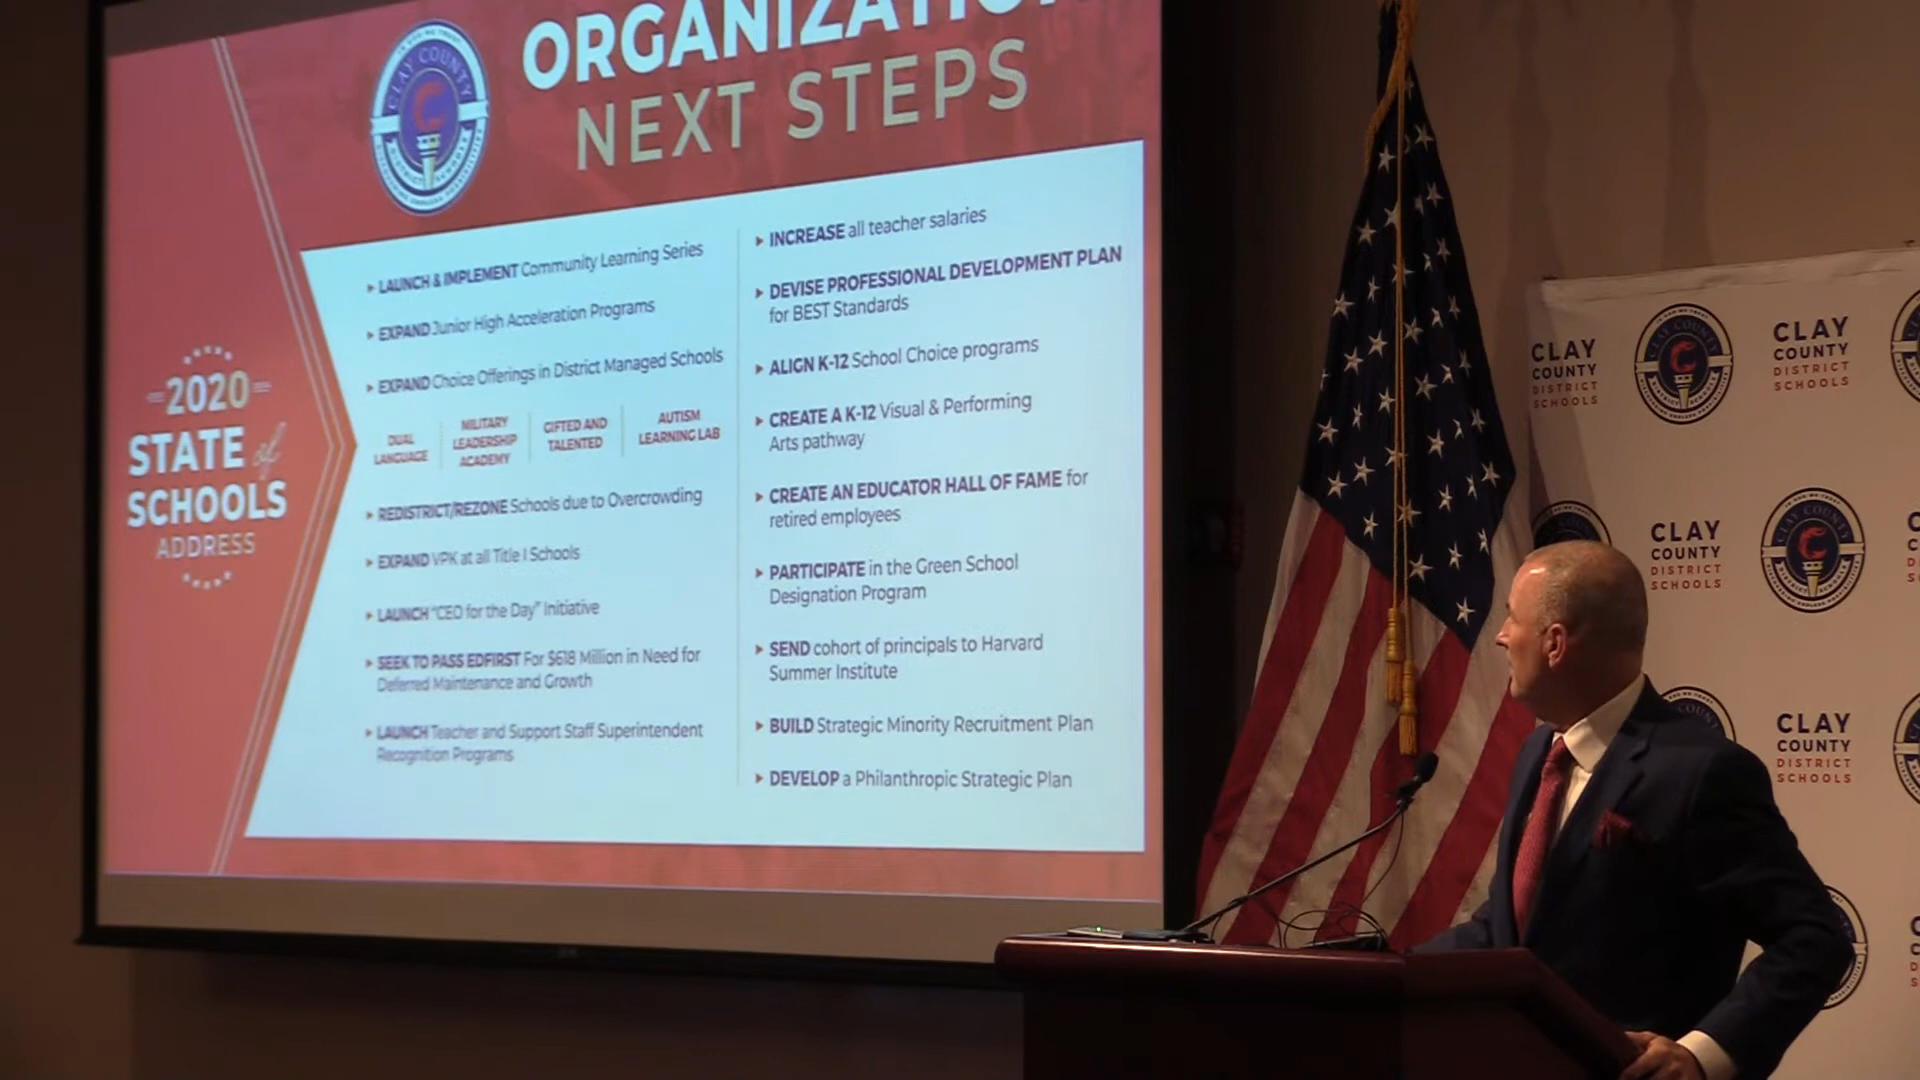 ORGANIZATION
NEXT STEPS
CLAY COUNTY
DISTRICT SCHOOLS
2020
STATE of
SCHOOLS
ADDRESS
► LAUNCH & IMPLEMENT Community Learning Series
► EXPAND Junior High Acceleration Programs
► EXPAND Choice Offerings in District Managed Schools
DUAL
LANGUAGE
MILITARY
LEADERSHIP
ACADEMY
GIFTED AND
TALENTED
AUTISM
LEARNING LAB
► REDISTRICT/REZONE Schools due to Overcrowding
► EXPAND VPK at all Title I Schools
► LAUNCH "CEO for the Day" Initiative
► SEEK TO PASS EDFIRST For $618 Million in Need for
Deferred Maintenance and Growth
► LAUNCH Teacher and Support Staff Superintendent
Recognition Programs
► INCREASE all teacher salaries
► DEVISE PROFESSIONAL DEVELOPMENT PLAN
for BEST Standards
► ALIGN K-12 School Choice programs
► CREATE A K-12 Visual & Performing
Arts pathway
► CREATE AN EDUCATOR HALL OF FAME for
retired employees
► PARTICIPATE in the Green School
Designation Program
► SEND cohort of principals to Harvard
Summer Institute
► BUILD Strategic Minority Recruitment Plan
► DEVELOP a Philanthropic Strategic Plan
CLAY
COUNTY
DISTRICT
SCHOOLS
CLAY
COUNTY
DISTRICT
SCHOOLS
CLAY
COUNTY
DISTRICT
SCHOOLS
CLAY
COUNTY
DISTRICT
SCHOOLS